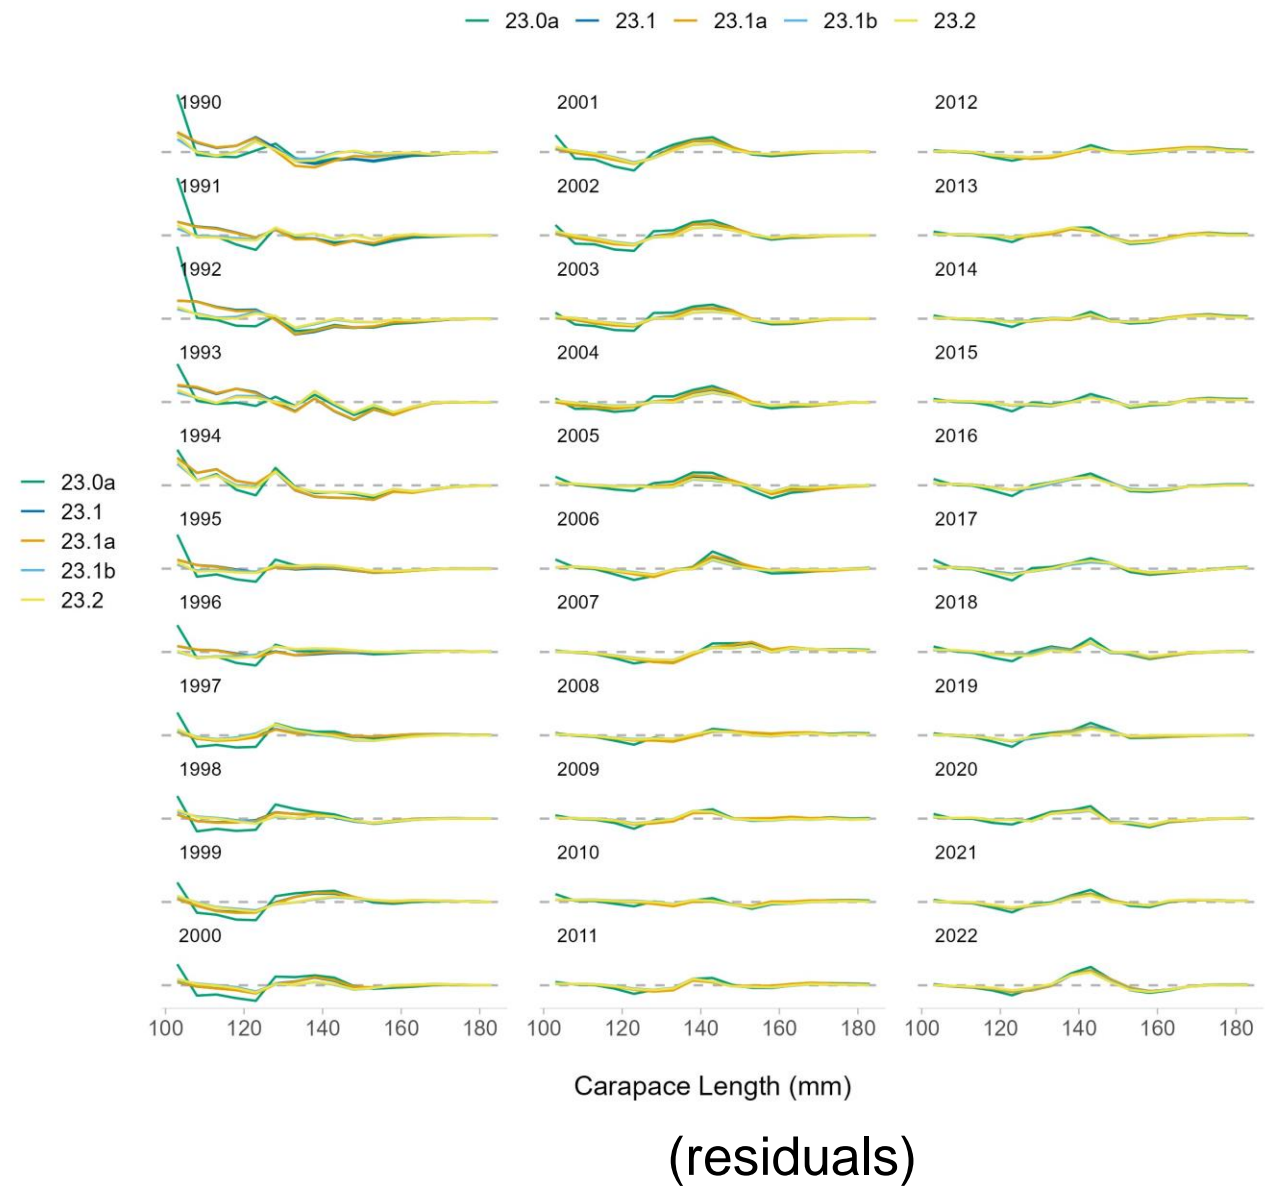 23.0a 23.1 23.1a 23.1b 23.2
1990 2001 2012
1991 2002 2013
1992 2003 2014
1993 2004 2015
1994 2005 2016
23.0a
23.1
23.1a
23.1b
23.2
1995 2006 2017
1996 2007 2018
1997 2008 2019
1998 2009 2020
1999 2010 2021
2000 2011 2022
100 120 140 160 180 100 120 140 160 180 100 120 140 160 180
Carapace Length (mm)
(residuals)